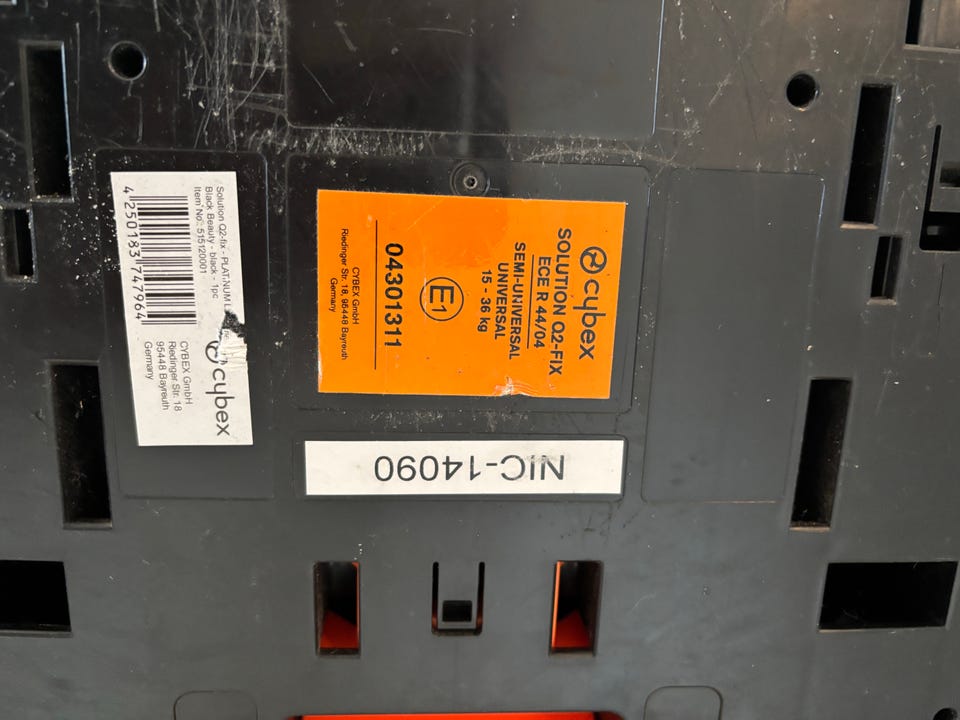 Solution Q2-fix - PLATINUM
Black Beauty - black - 1pc
Item No.: 515120001
4 250183 747964
cybex
CYBEX GmbH
Riedinger Str. 18
95448 Bayreuth
Germany
cybex
SOLUTION Q2-FIX
ECE R 44/04
SEMI-UNIVERSAL
UNIVERSAL
15 - 36 kg
E1
04301311
CYBEX GmbH
Riedinger Str. 18, 95448 Bayreuth
Germany
NIC-14090